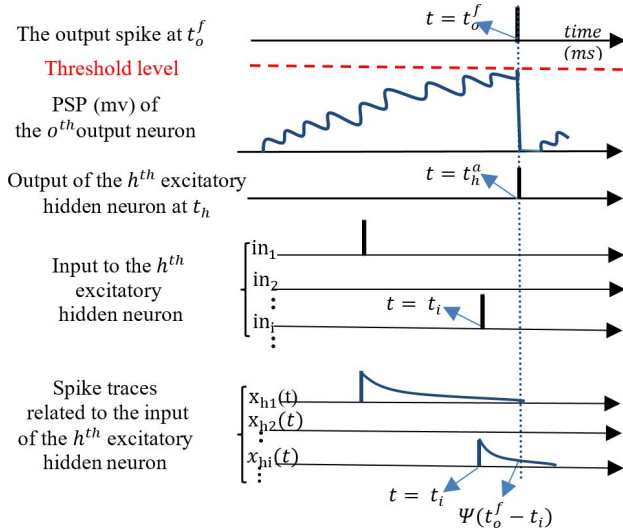 The output spike at t_o^f
t = t_o^f
time
(ms)
Threshold level
PSP (mv) of
the o^th output neuron
Output of the h^th excitatory
hidden neuron at t_h
t = t_h^a
Input to the h^th
excitatory
hidden neuron
in_1
in_2
⋮
in_i
⋮
t = t_i
Spike traces
related to the input
of the h^th excitatory
hidden neuron
x_h1(t)
x_h2(t)
⋮
x_hi(t)
⋮
t = t_i
Ψ(t_o^f − t_i)